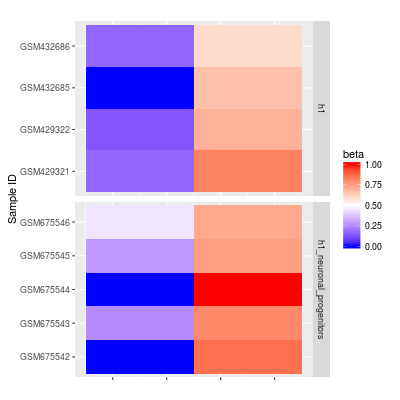 GSM432686
GSM432685
GSM429322
GSM429321
h1
GSM675546
GSM675545
GSM675544
GSM675543
GSM675542
h1_neuronal_progenitors
Sample ID
beta
1.00
0.75
0.50
0.25
0.00